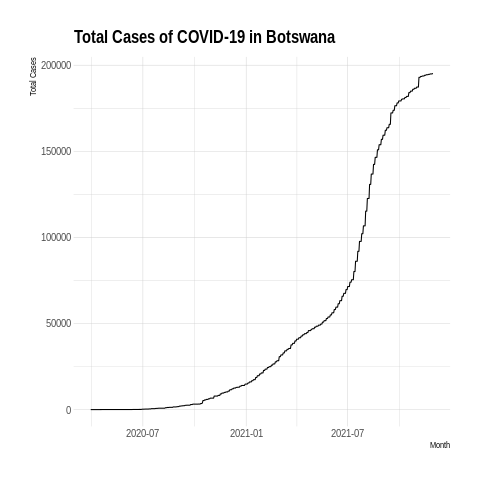 Total Cases of COVID-19 in Botswana
Total Cases
200000
150000
100000
50000
0
2020-07 2021-01 2021-07
Month